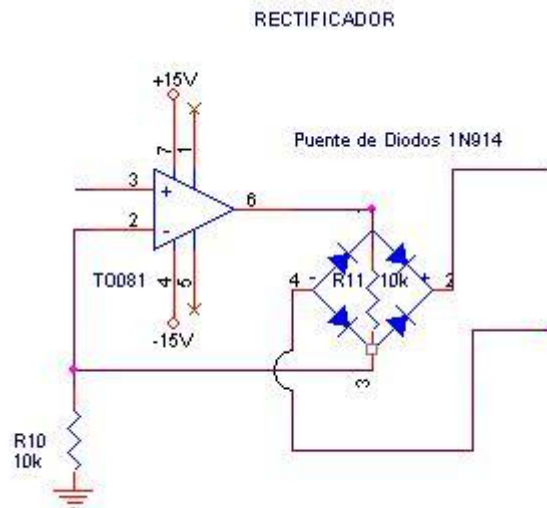 RECTIFICADOR
+15V
7
1
Puente de Diodos 1N914
3
+
6
2
-
TO081
4
5
4
-
R11
10k
+
2
-15V
3
R10
10k